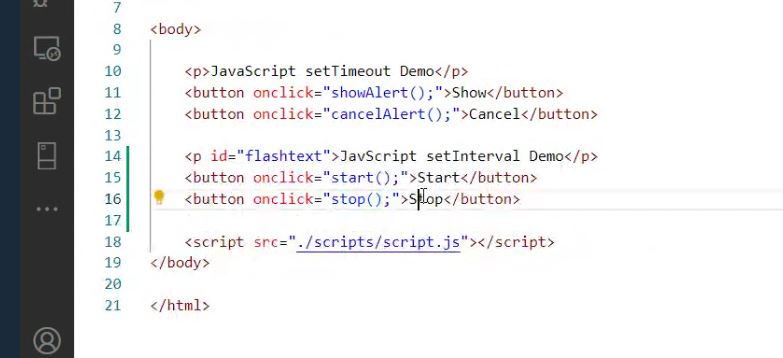 7
8 <body>
9
10 <p>JavaScript setTimeout Demo</p>
11 <button onclick="showAlert();">Show</button>
12 <button onclick="cancelAlert();">Cancel</button>
13
14 <p id="flashtext">JavScript setInterval Demo</p>
15 <button onclick="start();">Start</button>
16 <button onclick="stop();">Stop</button>
17
18 <script src="./scripts/script.js"></script>
19 </body>
20
21 </html>